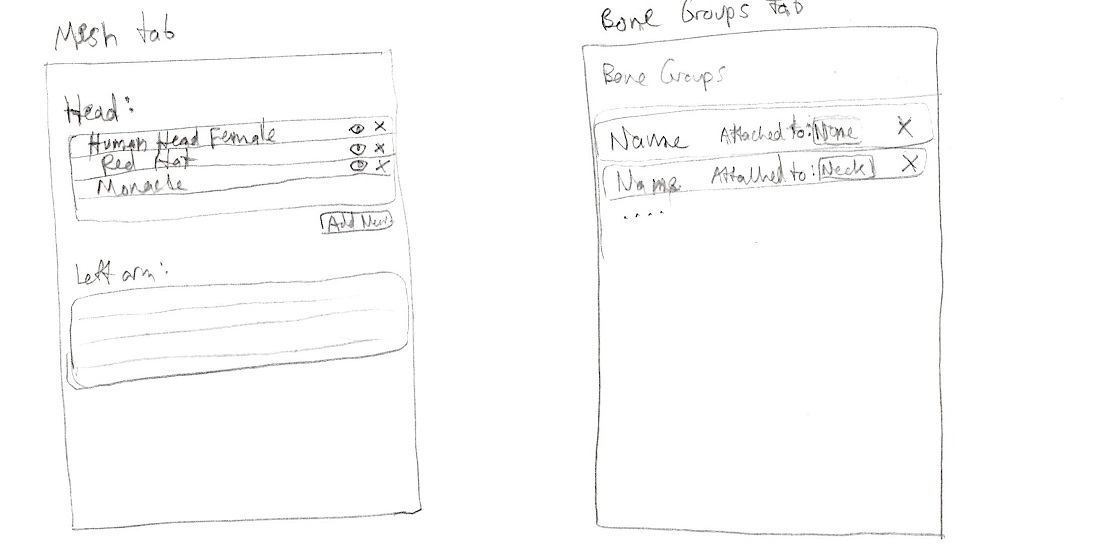 Mesh tab
Head:
Human Head Female X
Red Hat X
Monacle X
Add New
Left arm:
Bone Groups tab
Bone Groups
Name Attached to: None X
Name Attached to: Neck X
....